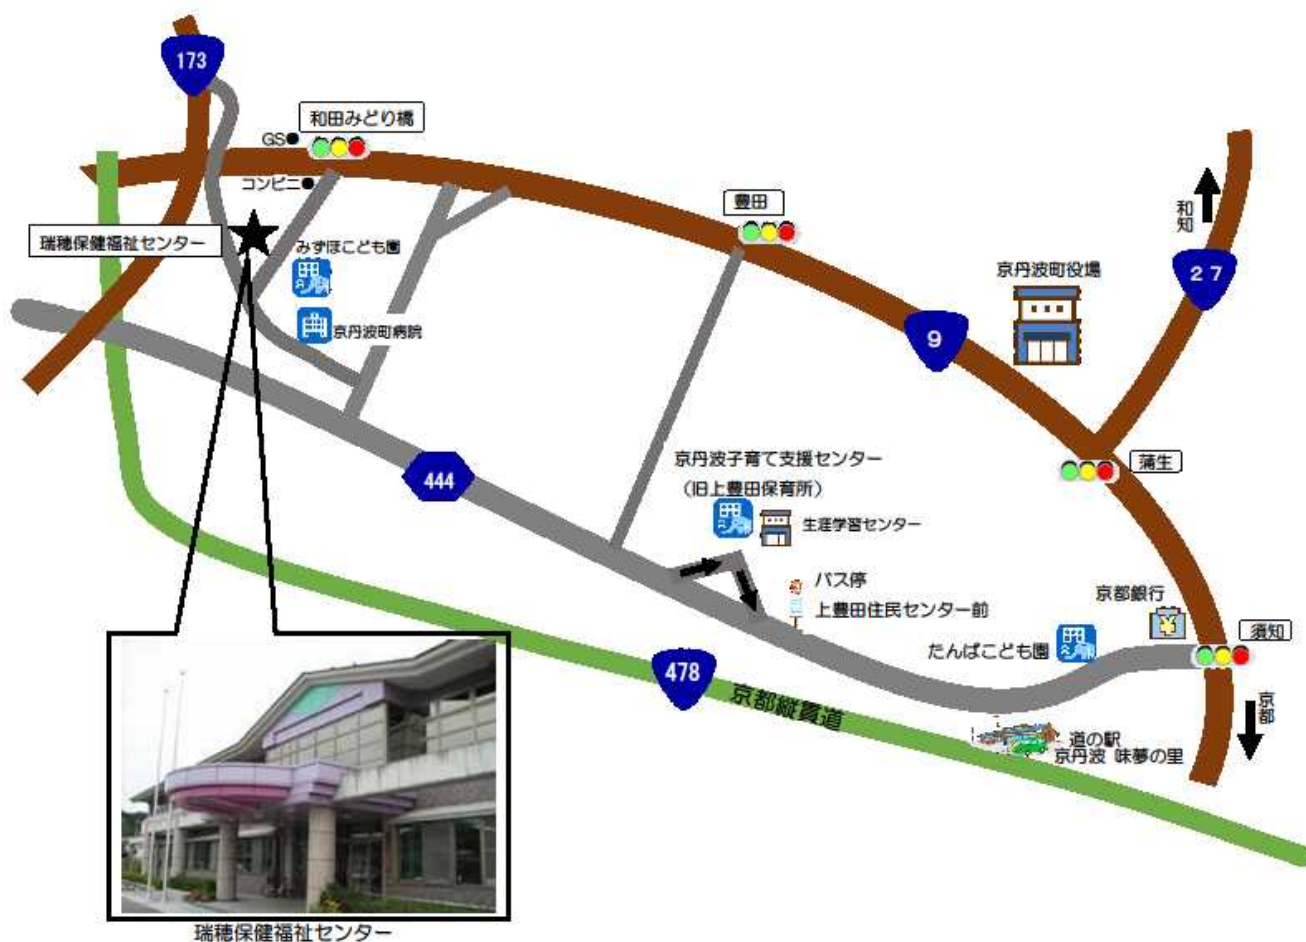 173
和田みどり橋
GS●
コンビニ●
豊田
和知
瑞穂保健福祉センター
みずほこども園
京丹波町役場
27
京丹波町病院
9
京丹波子育て支援センター
(旧上豊田保育所)
蒲生
444
生涯学習センター
バス停
上豊田住民センター前
京都銀行
須知
たんばこども園
478
京都縦貫道
京都
道の駅
京丹波 味夢の里
瑞穂保健福祉センター